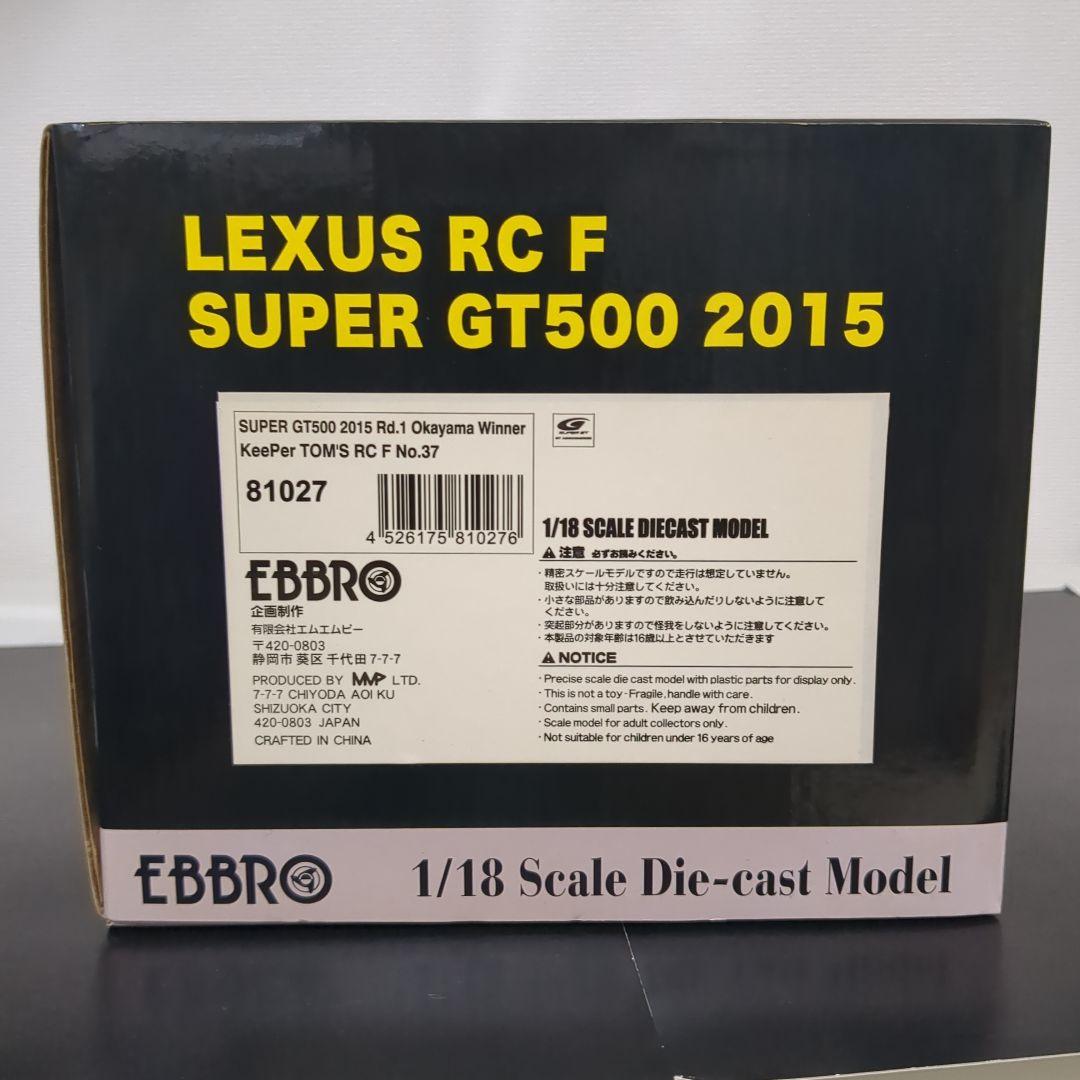 LEXUS RC F
SUPER GT500 2015
SUPER GT500 2015 Rd.1 Okayama Winner
KeePer TOM'S RC F No.37
81027
4 526175 810276
EBBRO
企画制作
有限会社エムエムピー
〒420-0803
静岡市 葵区 千代田 7-7-7
PRODUCED BY MMP LTD.
7-7-7 CHIYODA AOI KU
SHIZUOKA CITY
420-0803 JAPAN
CRAFTED IN CHINA
SUPER GT
1/18 SCALE DIECAST MODEL
注意 必ずお読みください。
・精密スケールモデルですので走行は想定していません。
取扱いには十分注意してください。
・小さな部品がありますので飲み込んだりしないように注意して
ください。
・突起部分がありますので怪我をしないように注意してください。
・本製品の対象年齢は16歳以上とさせていただきます
NOTICE
・Precise scale die cast model with plastic parts for display only.
・This is not a toy - Fragile, handle with care.
・Contains small parts. Keep away from children.
・Scale model for adult collectors only.
・Not suitable for children under 16 years of age
EBBRO
1/18 Scale Die-cast Model